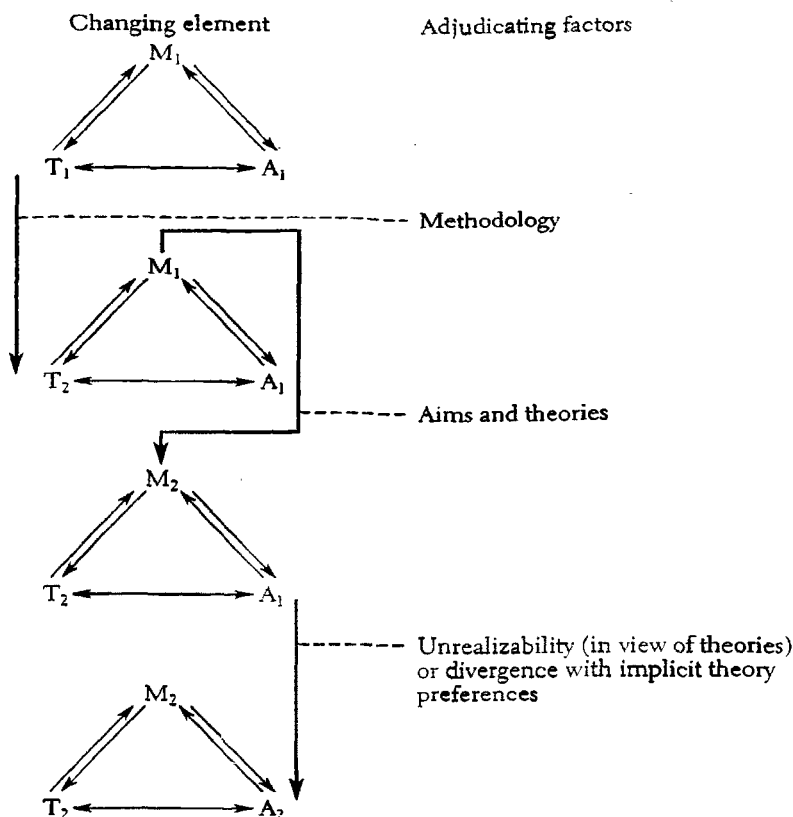 Changing element Adjudicating factors
M₁
T₁ A₁
Methodology
M₁
T₂ A₁
Aims and theories
M₂
T₂ A₁
Unrealizability (in view of theories)
or divergence with implicit theory
preferences
M₂
T₂ A₂